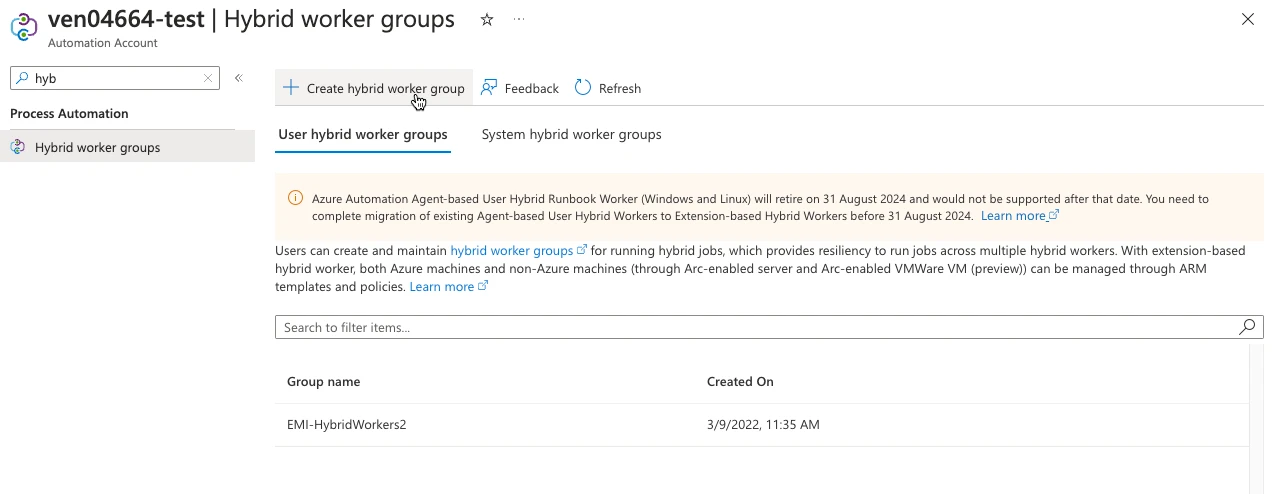 ven04664-test | Hybrid worker groups
Automation Account
hyb
Process Automation
Hybrid worker groups
Create hybrid worker group
Feedback
Refresh
User hybrid worker groups
System hybrid worker groups
Azure Automation Agent-based User Hybrid Runbook Worker (Windows and Linux) will retire on 31 August 2024 and would not be supported after that date. You need to
complete migration of existing Agent-based User Hybrid Workers to Extension-based Hybrid Workers before 31 August 2024. Learn more
Users can create and maintain hybrid worker groups for running hybrid jobs, which provides resiliency to run jobs across multiple hybrid workers. With extension-based
hybrid worker, both Azure machines and non-Azure machines (through Arc-enabled server and Arc-enabled VMWare VM (preview)) can be managed through ARM
templates and policies. Learn more
Search to filter items...
Group name
Created On
EMI-HybridWorkers2
3/9/2022, 11:35 AM